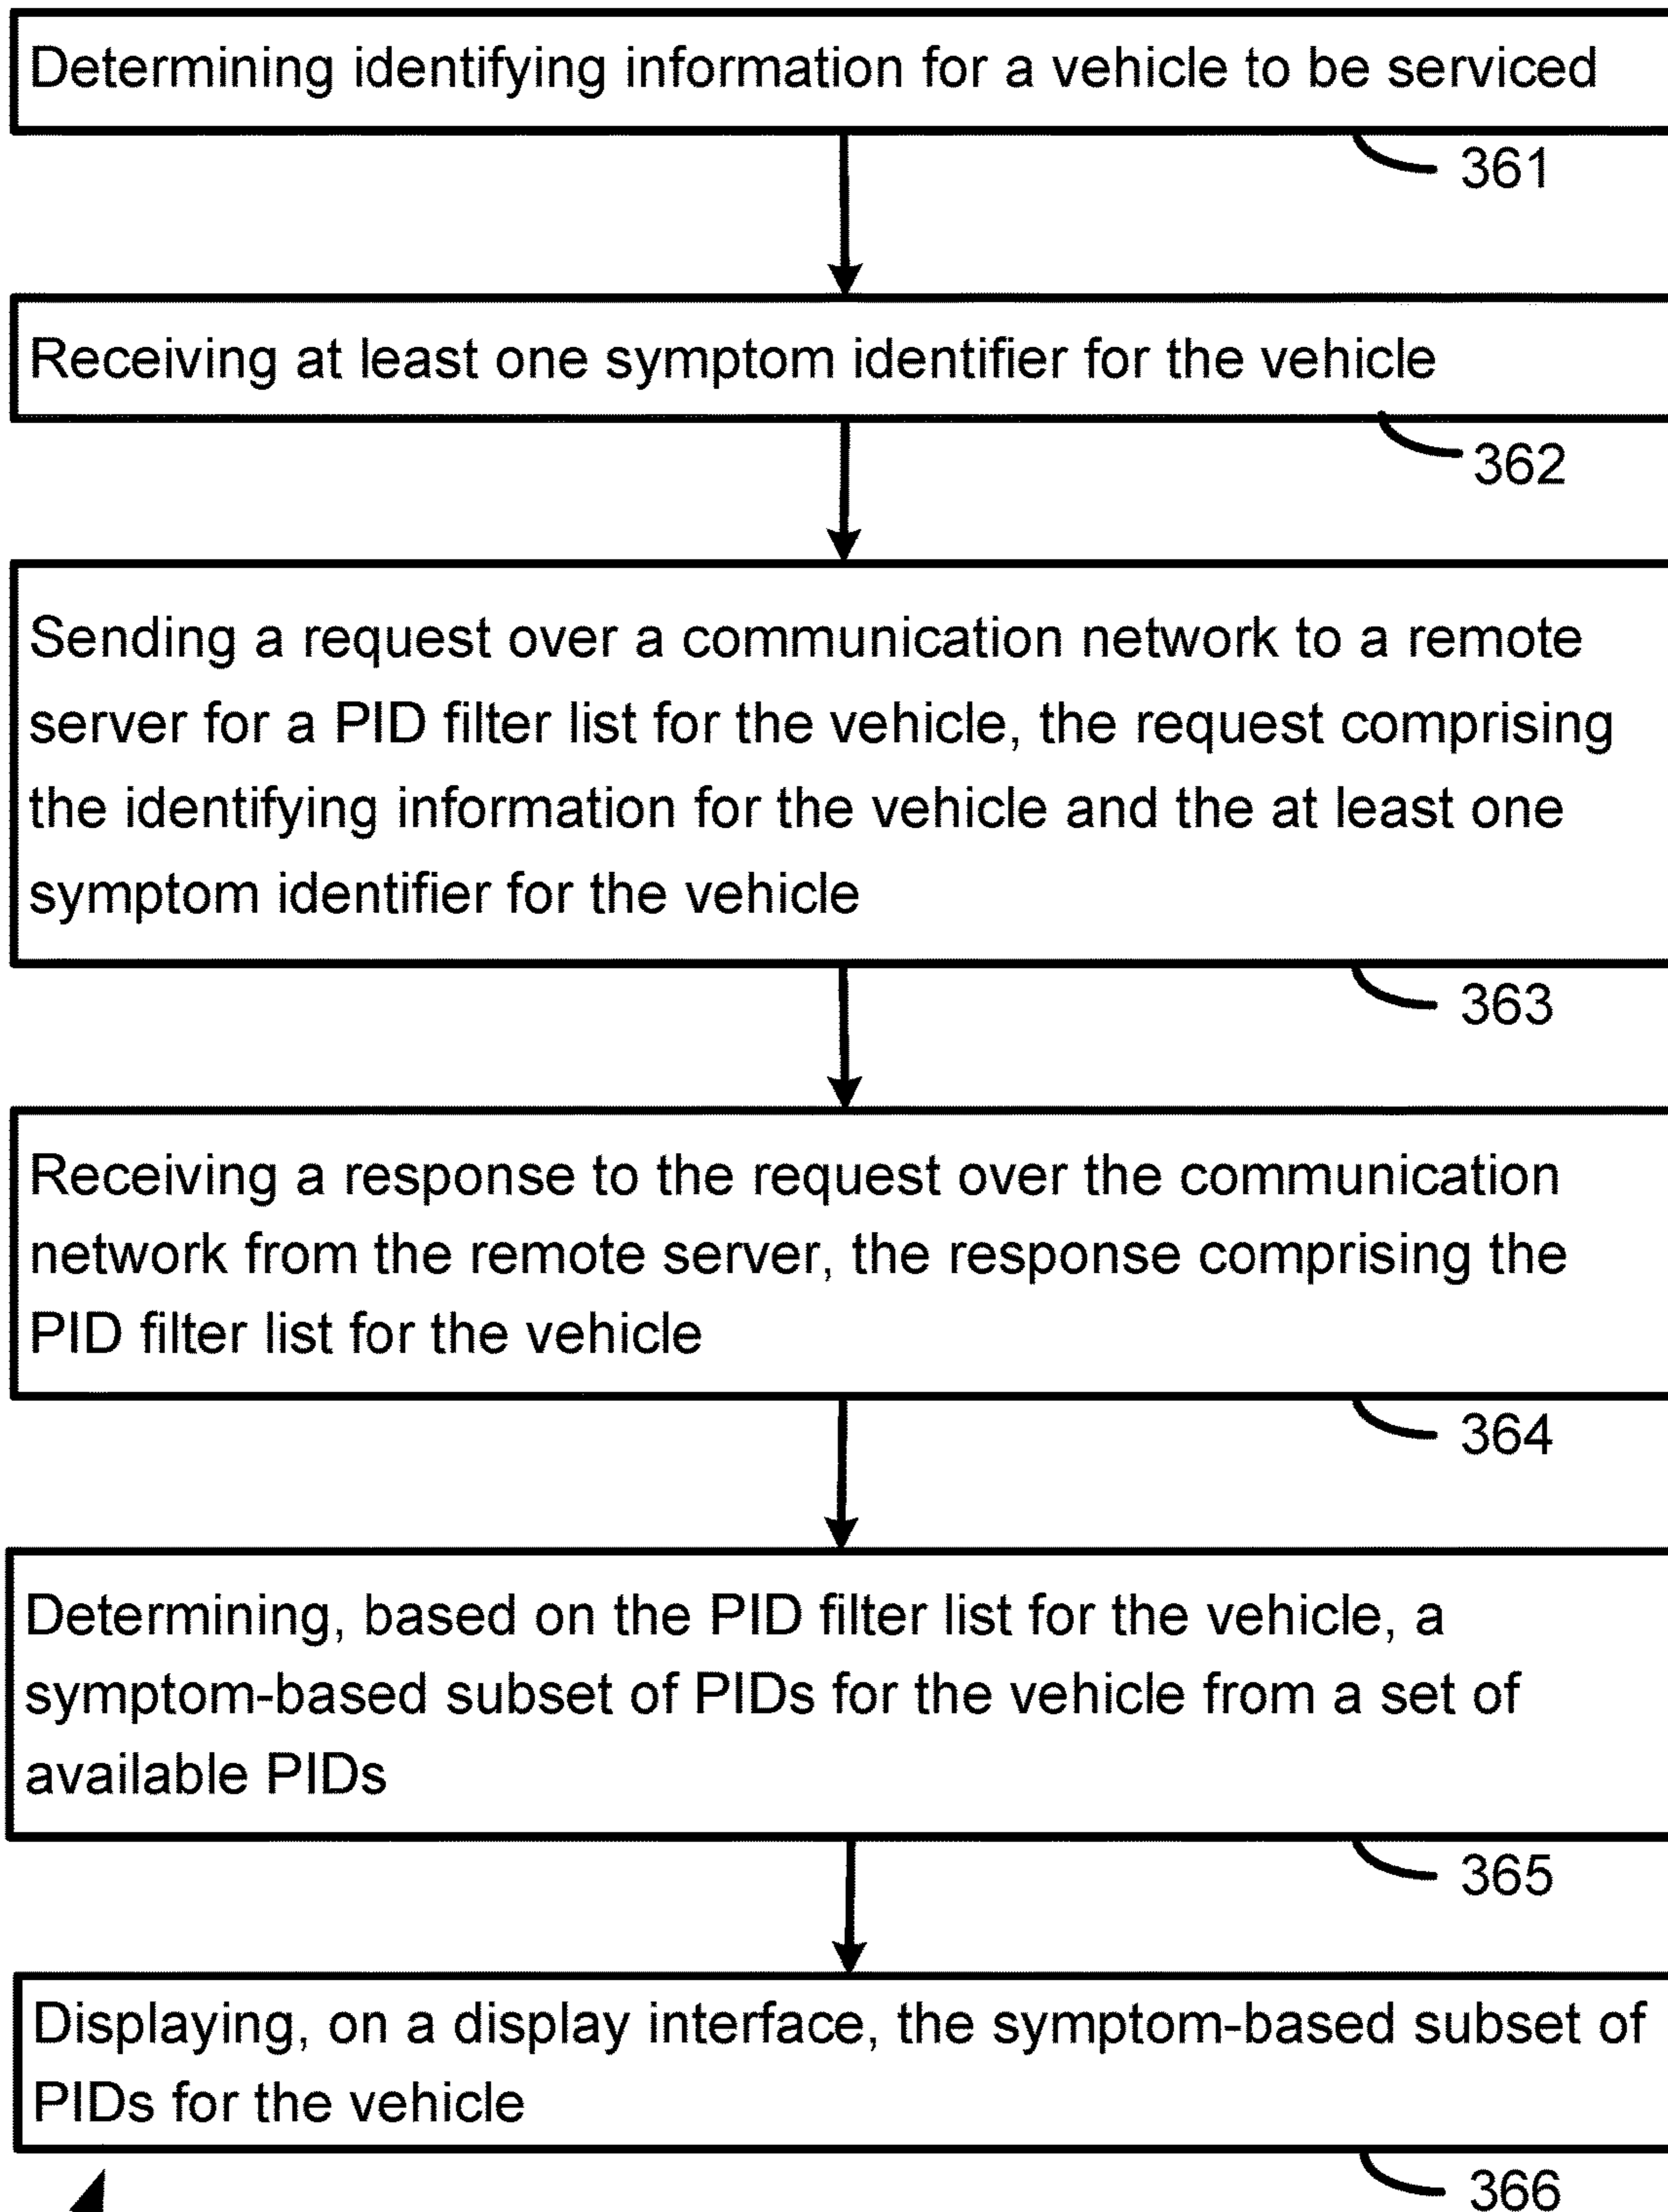 Determining identifying information for a vehicle to be serviced
361
Receiving at least one symptom identifier for the vehicle
362
Sending a request over a communication network to a remote
server for a PID filter list for the vehicle, the request comprising
the identifying information for the vehicle and the at least one
symptom identifier for the vehicle
363
Receiving a response to the request over the communication
network from the remote server, the response comprising the
PID filter list for the vehicle
364
Determining, based on the PID filter list for the vehicle, a
symptom-based subset of PIDs for the vehicle from a set of
available PIDs
365
Displaying, on a display interface, the symptom-based subset of
PIDs for the vehicle
366